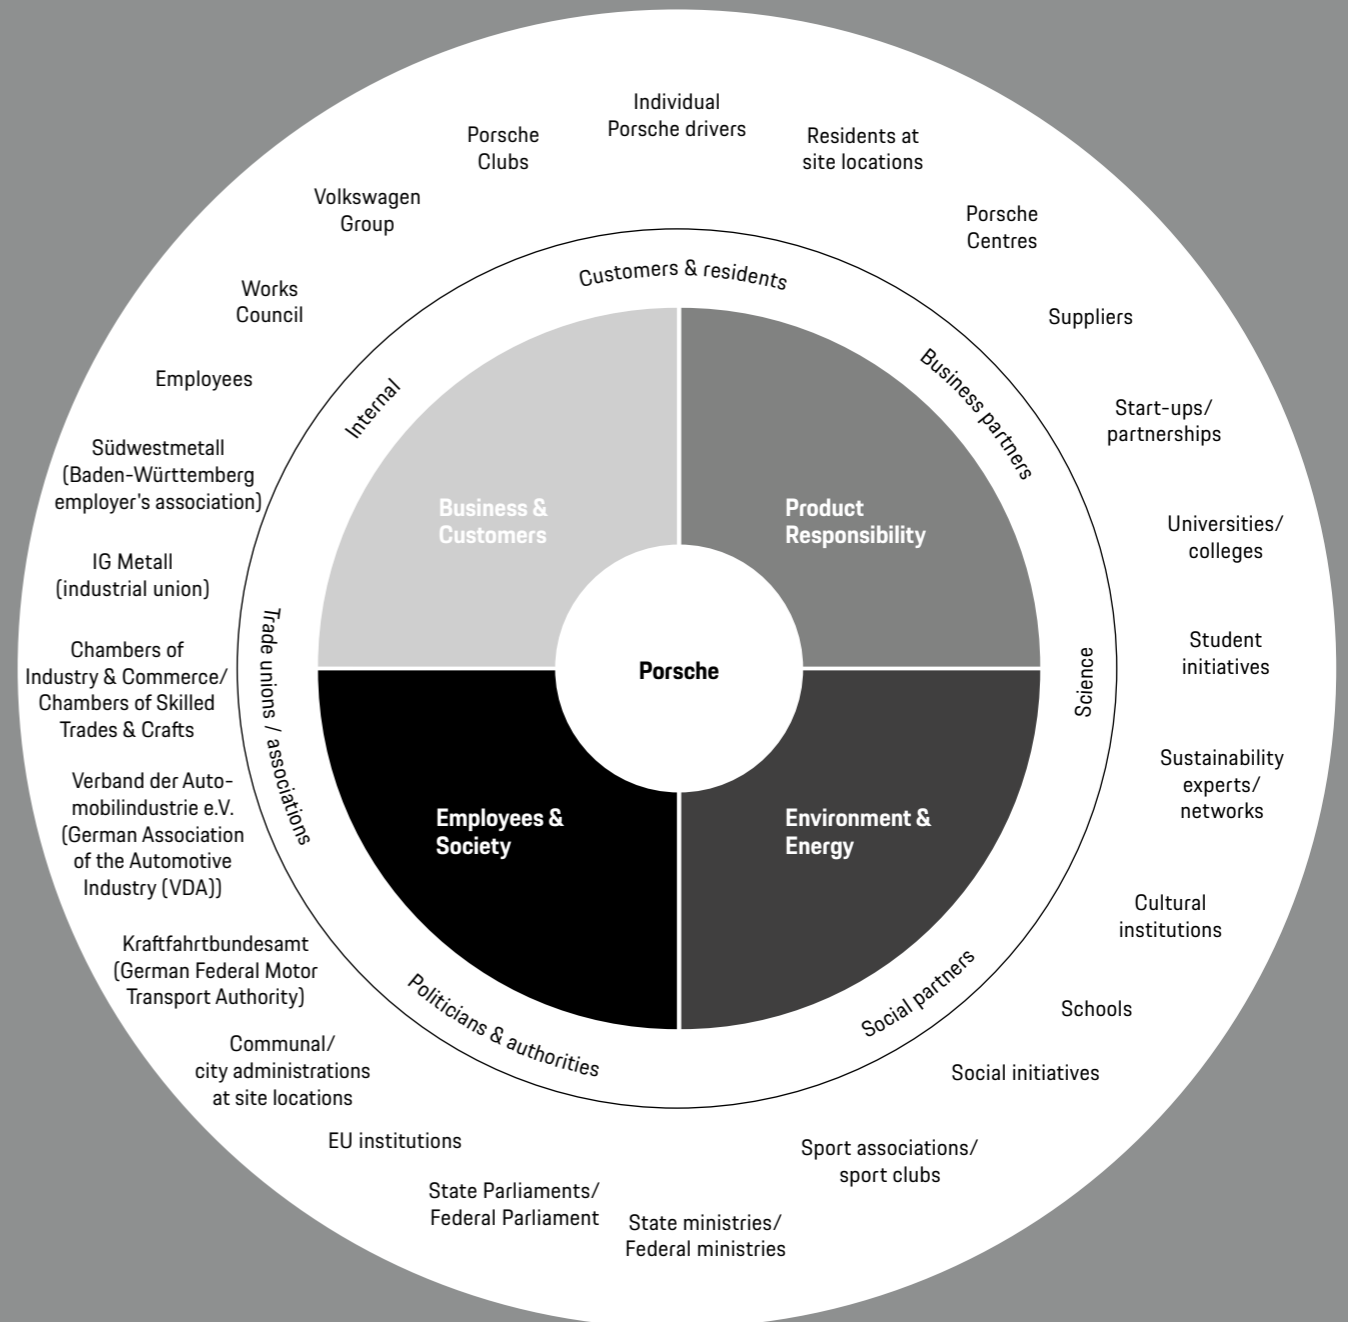 Individual
Porsche drivers
Residents at
site locations
Porsche
Centres
Suppliers
Start-ups/
partnerships
Universities/
colleges
Student
initiatives
Sustainability
experts/
networks
Cultural
institutions
Schools
Social initiatives
Sport associations/
sport clubs
State ministries/
Federal ministries
State Parliaments/
Federal Parliament
EU institutions
Communal/
city administrations
at site locations
Kraftfahrtbundesamt
(German Federal Motor
Transport Authority)
Verband der Auto-
mobilindustrie e.V.
(German Association
of the Automotive
Industry (VDA))
Chambers of
Industry & Commerce/
Chambers of Skilled
Trades & Crafts
IG Metall
(industrial union)
Südwestmetall
(Baden-Württemberg
employer's association)
Employees
Works
Council
Volkswagen
Group
Porsche
Clubs
Customers & residents
Business partners
Science
Social partners
Politicians & authorities
Trade unions / associations
Internal
Business &
Customers
Product
Responsibility
Porsche
Employees &
Society
Environment &
Energy